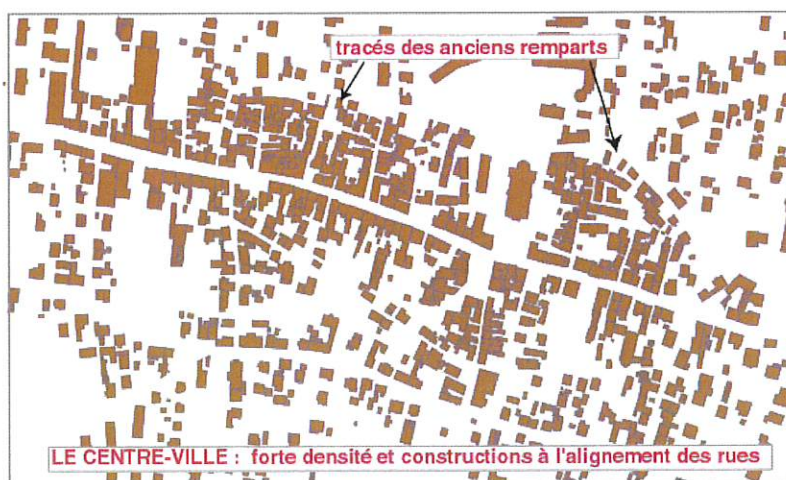 tracés des anciens remparts
LE CENTRE-VILLE : forte densité et constructions à l'alignement des rues